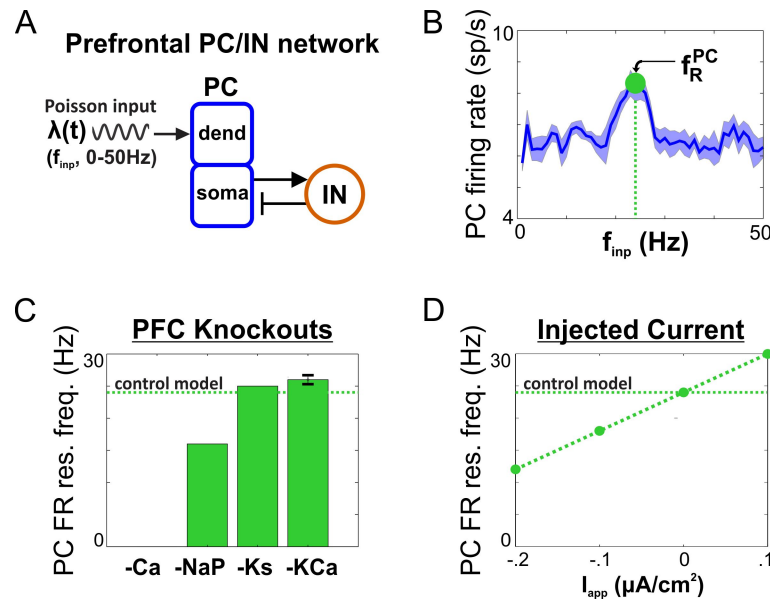 A
Prefrontal PC/IN network
PC
Poisson input
λ(t)
(f_inp, 0-50Hz)
dend
soma
IN
B
PC firing rate (sp/s)
10
4
0
50
f_inp (Hz)
f_R^PC
C
PFC Knockouts
PC FR res. freq. (Hz)
30
0
control model
-Ca -NaP -Ks -KCa
D
Injected Current
PC FR res. freq. (Hz)
30
0
control model
-.2 -.1 0 .1
I_app (µA/cm²)